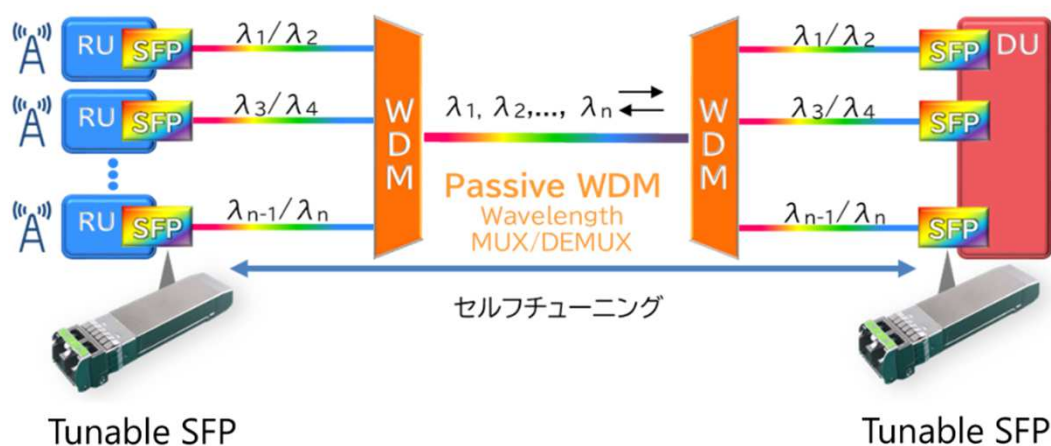 RU SFP λ1/λ2 λ1/λ2 SFP DU
RU SFP λ3/λ4 λ3/λ4 SFP
WDM
λ1, λ2,..., λn
WDM
Passive WDM
Wavelength
MUX/DEMUX
RU SFP λn-1/λn λn-1/λn SFP
セルフチューニング
Tunable SFP
Tunable SFP